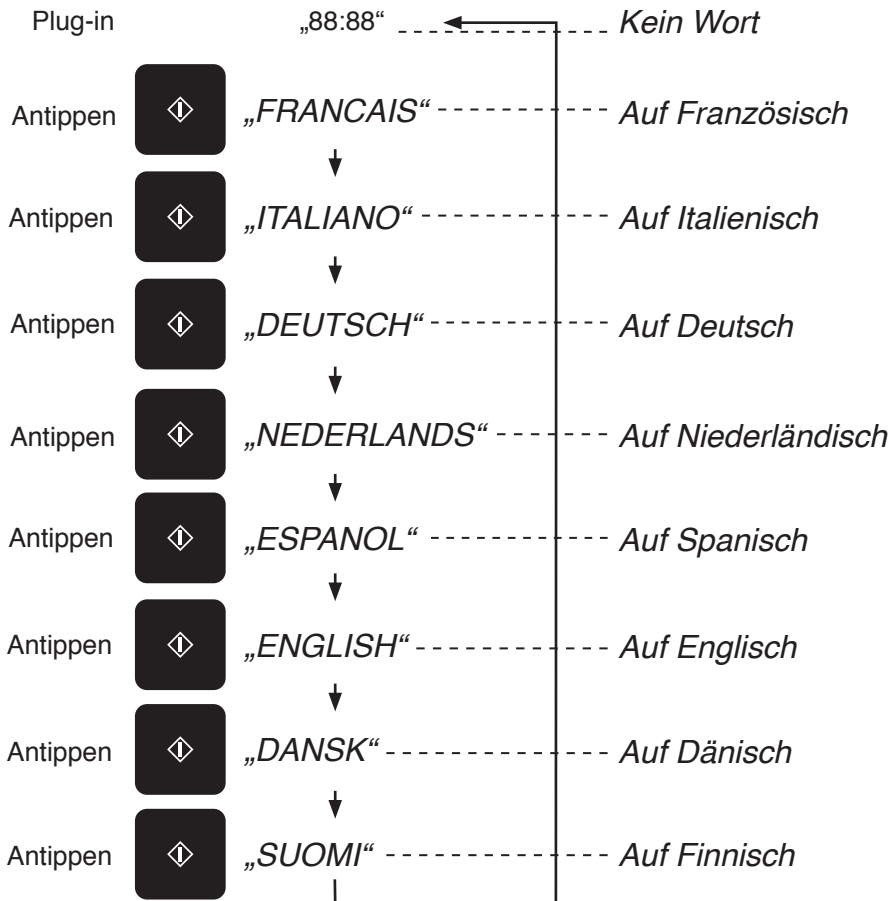 Plug-in „88:88“ Kein Wort
Antippen „FRANCAIS“ Auf Französisch
Antippen „ITALIANO“ Auf Italienisch
Antippen „DEUTSCH“ Auf Deutsch
Antippen „NEDERLANDS“ Auf Niederländisch
Antippen „ESPANOL“ Auf Spanisch
Antippen „ENGLISH“ Auf Englisch
Antippen „DANSK“ Auf Dänisch
Antippen „SUOMI“ Auf Finnisch